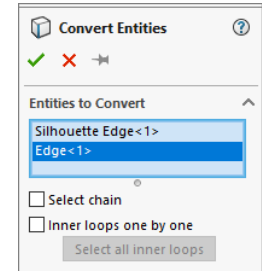 Convert Entities
?
Entities to Convert
Silhouette Edge<1>
Edge<1>
Select chain
Inner loops one by one
Select all inner loops